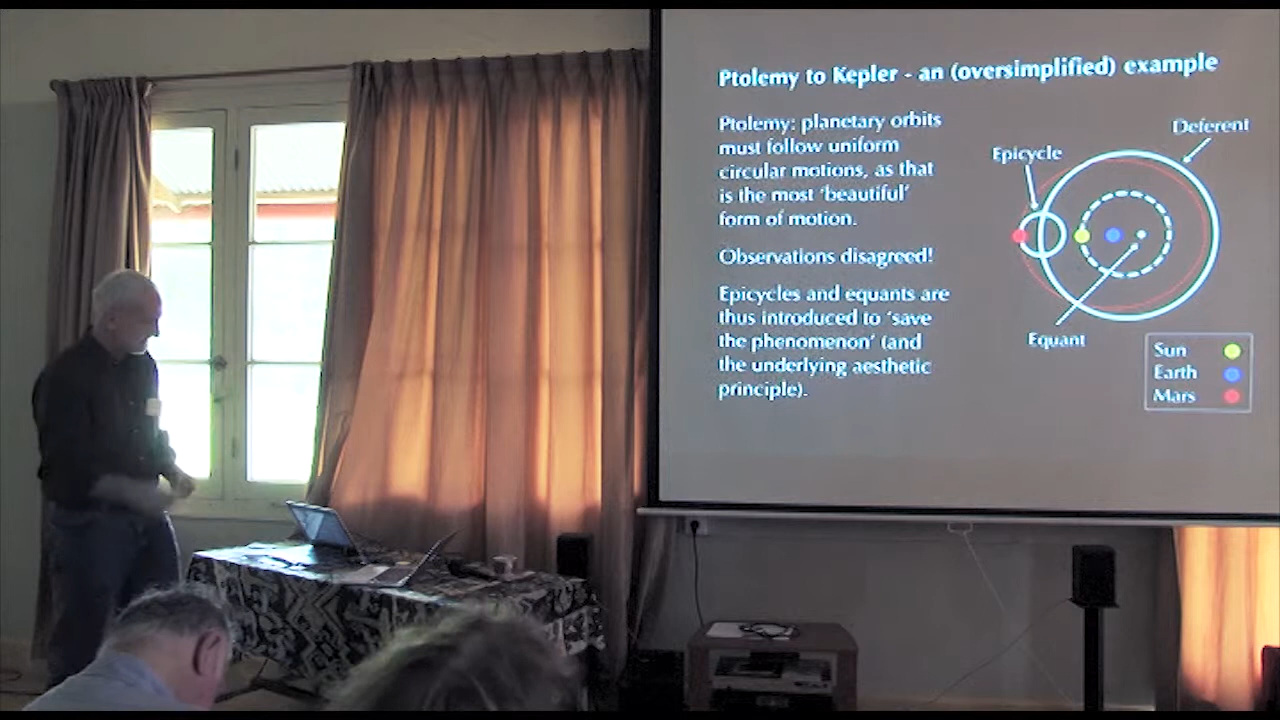 Ptolemy to Kepler - an (oversimplified) example
Ptolemy: planetary orbits
must follow uniform
circular motions, as that
is the most 'beautiful'
form of motion.
Observations disagreed!
Epicycles and equants are
thus introduced to 'save
the phenomenon' (and
the underlying aesthetic
principle).
Deferent
Epicycle
Equant
Sun
Earth
Mars